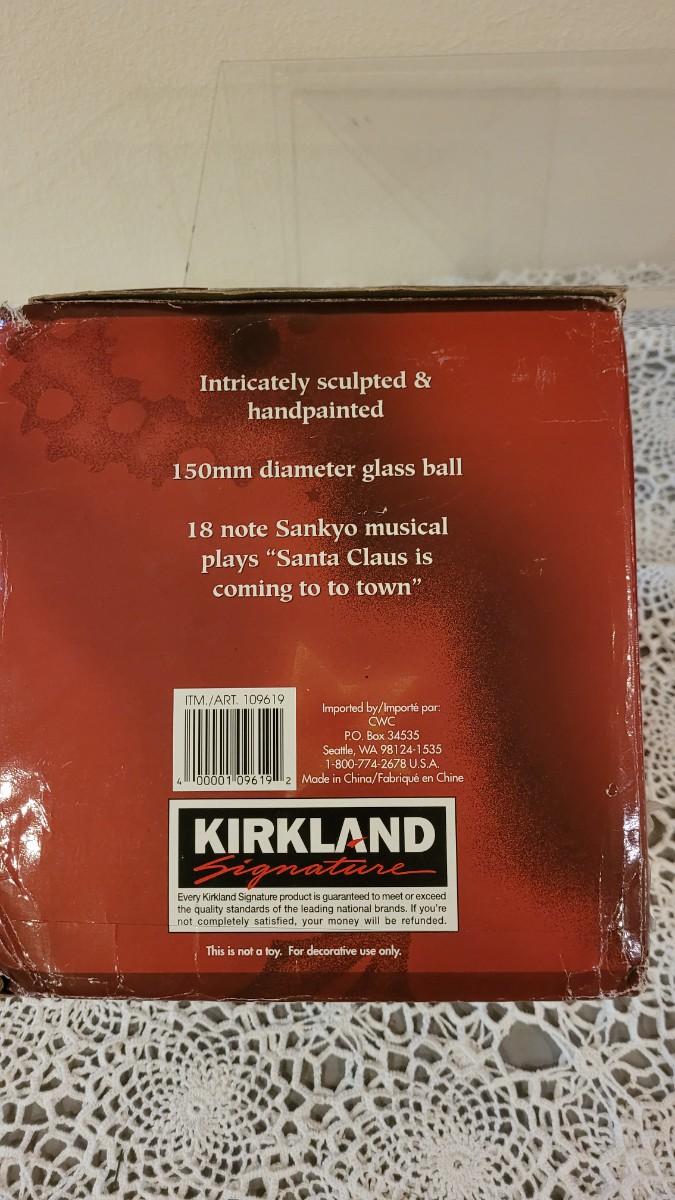 Intricately sculpted &
handpainted
150mm diameter glass ball
18 note Sankyo musical
plays “Santa Claus is
coming to to town”
ITM./ART. 109619
4 00001 09619 2
Imported by/Importé par:
CWC
P.O. Box 34535
Seattle, WA 98124-1535
1-800-774-2678 U.S.A.
Made in China/Fabriqué en Chine
KIRKLAND
Signature
Every Kirkland Signature product is guaranteed to meet or exceed
the quality standards of the leading national brands. If you're
not completely satisfied, your money will be refunded.
This is not a toy. For decorative use only.